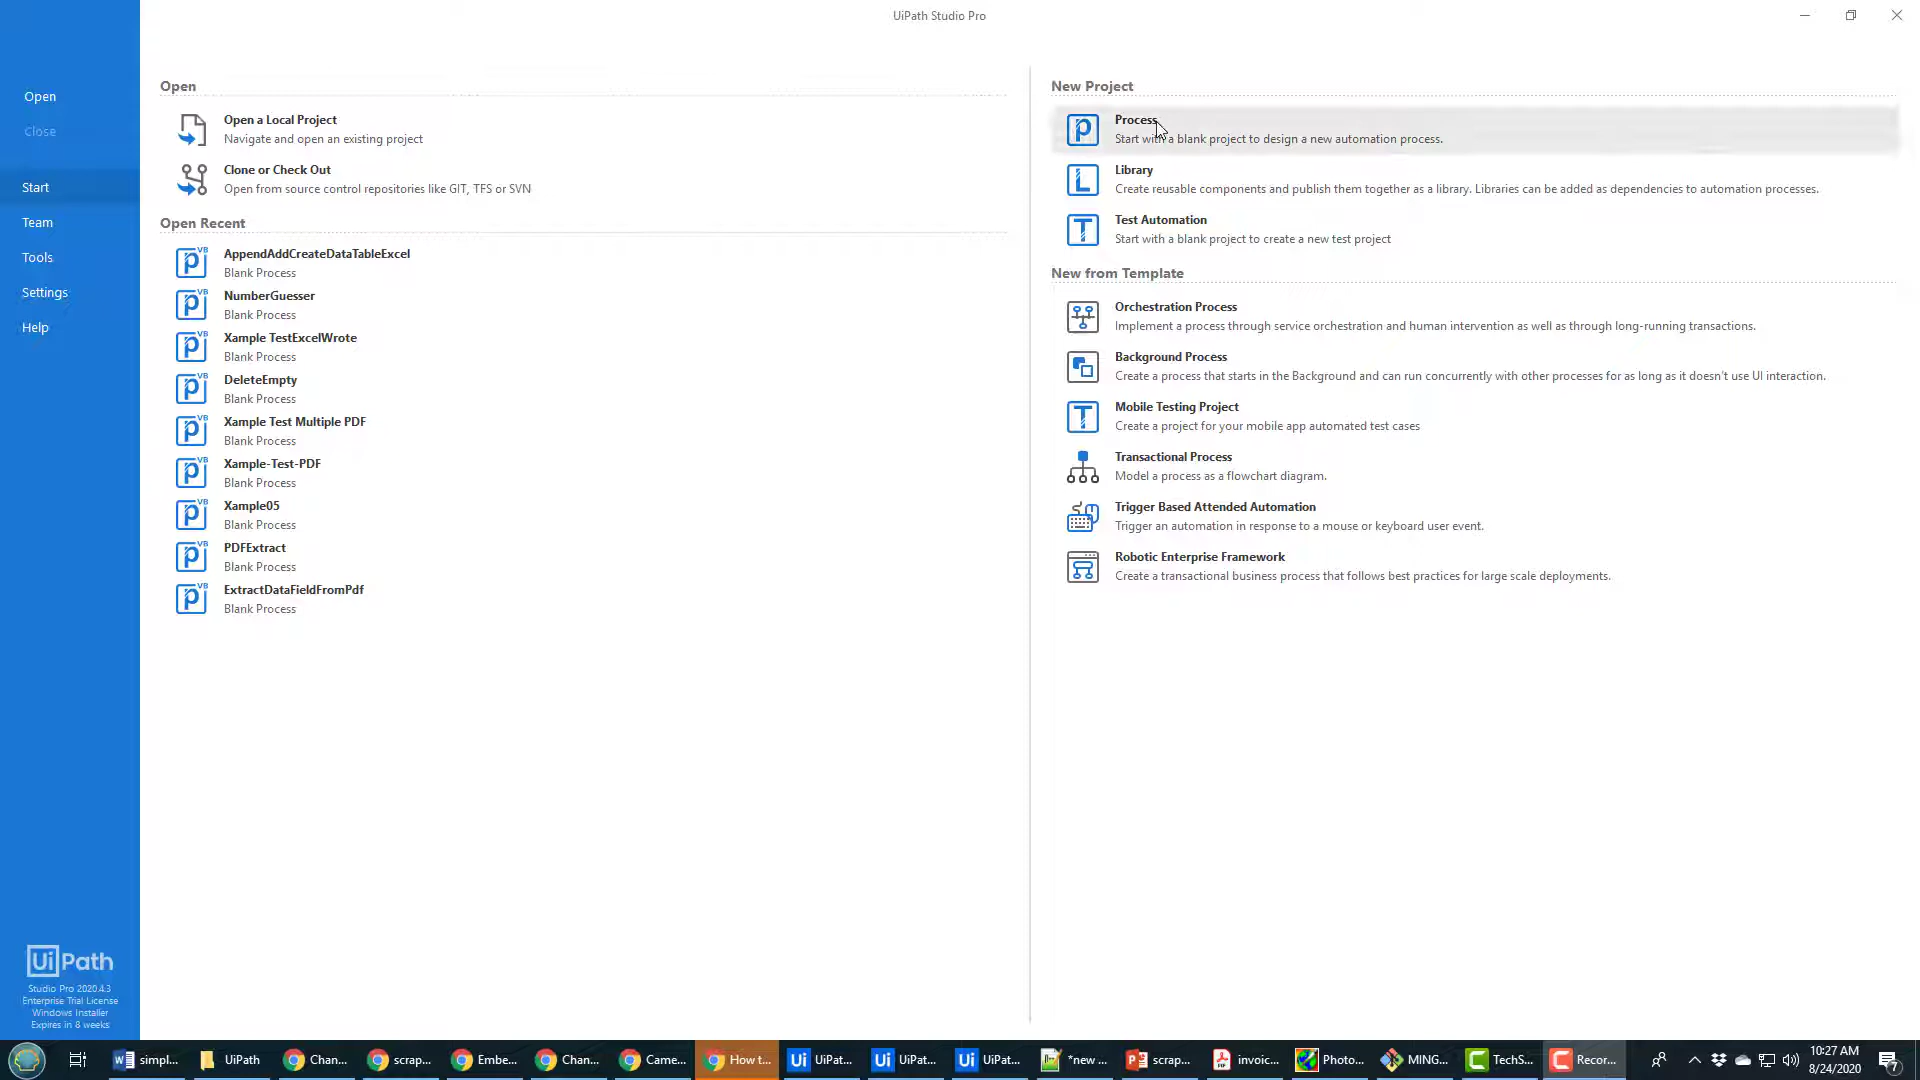 UiPath Studio Pro
Open
Close
Start
Team
Tools
Settings
Help
Open
Open a Local Project
Navigate and open an existing project
Clone or Check Out
Open from source control repositories like GIT, TFS or SVN
Open Recent
VB
AppendAddCreateDataTableExcel
Blank Process
VB
NumberGuesser
Blank Process
VB
Xample TestExcelWrote
Blank Process
VB
DeleteEmpty
Blank Process
VB
Xample Test Multiple PDF
Blank Process
VB
Xample-Test-PDF
Blank Process
VB
Xample05
Blank Process
VB
PDFExtract
Blank Process
VB
ExtractDataFieldFromPdf
Blank Process
New Project
Process
Start with a blank project to design a new automation process.
Library
Create reusable components and publish them together as a library. Libraries can be added as dependencies to automation processes.
Test Automation
Start with a blank project to create a new test project
New from Template
Orchestration Process
Implement a process through service orchestration and human intervention as well as through long-running transactions.
Background Process
Create a process that starts in the Background and can run concurrently with other processes for as long as it doesn't use UI interaction.
Mobile Testing Project
Create a project for your mobile app automated test cases
Transactional Process
Model a process as a flowchart diagram.
Trigger Based Attended Automation
Trigger an automation in response to a mouse or keyboard user event.
Robotic Enterprise Framework
Create a transactional business process that follows best practices for large scale deployments.
UiPath
Studio Pro 2020.4.3
Enterprise Trial License
Windows Installer
Expires in 8 weeks
simpl... UiPath Chan... scrap... Embe... Chan... Came... How t... UiPat... UiPat... UiPat... *new ... scrap... invoic... Photo... MING... TechS... Recor... 10:27 AM
8/24/2020
7